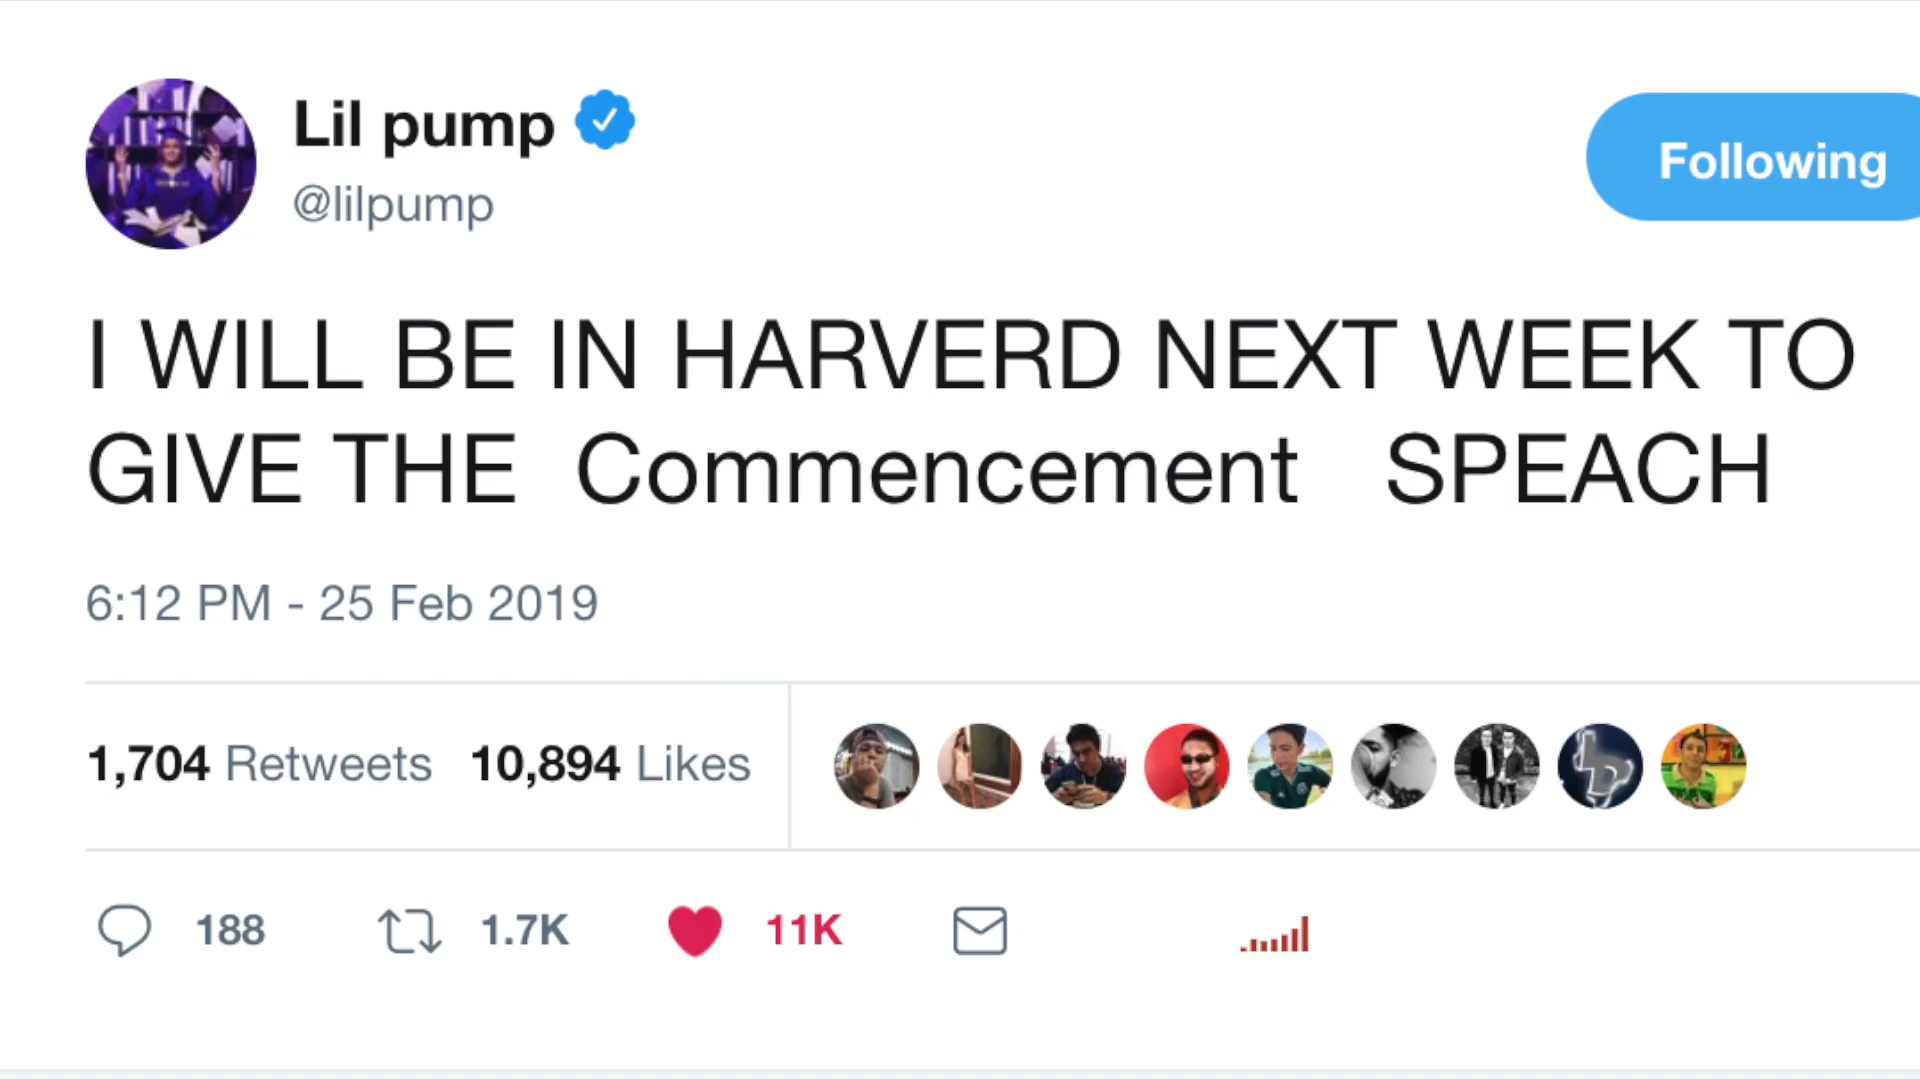 Lil pump
@lilpump
Following
I WILL BE IN HARVERD NEXT WEEK TO
GIVE THE Commencement SPEACH
6:12 PM - 25 Feb 2019
1,704 Retweets 10,894 Likes
188 1.7K 11K